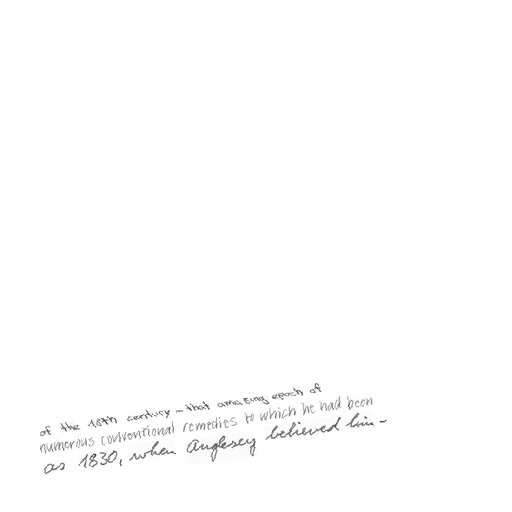 of the 18th century - that amazing epoch of
numerous conventional remedies to which he had been
as 1830, when Anglesey believed him-